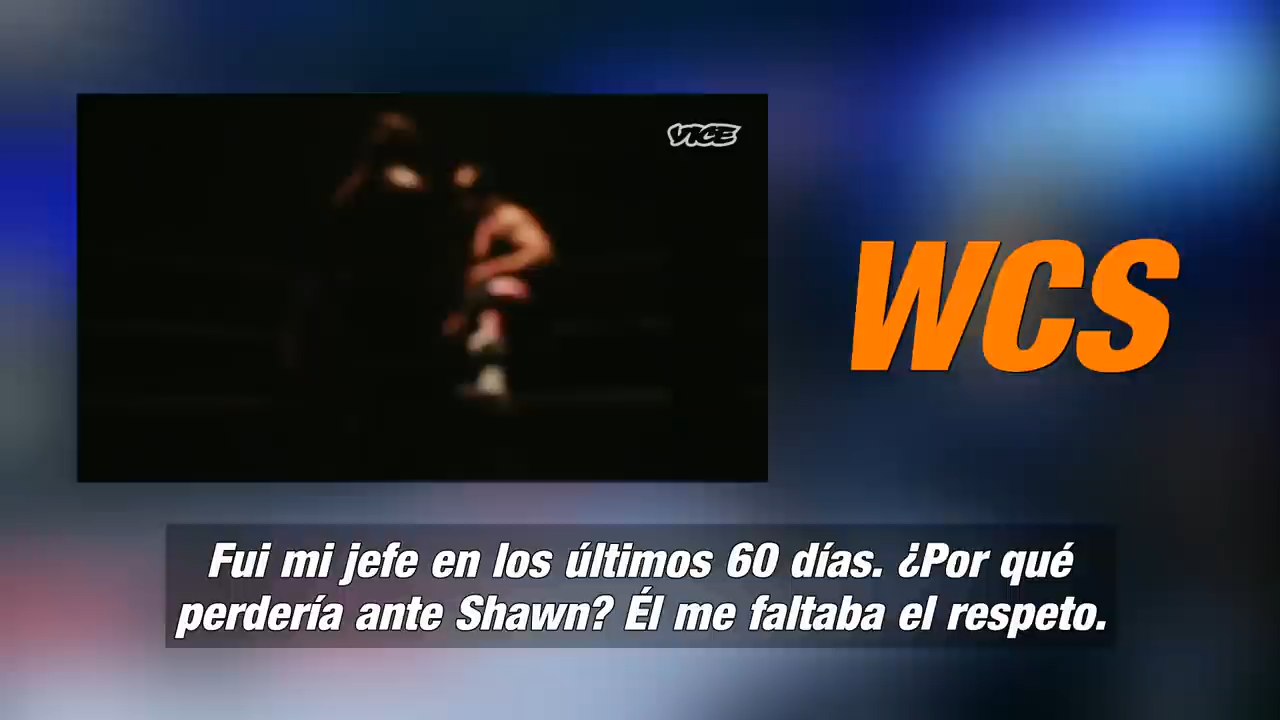 VICE
WCS
Fui mi jefe en los últimos 60 días. ¿Por qué
perdería ante Shawn? Él me faltaba el respeto.